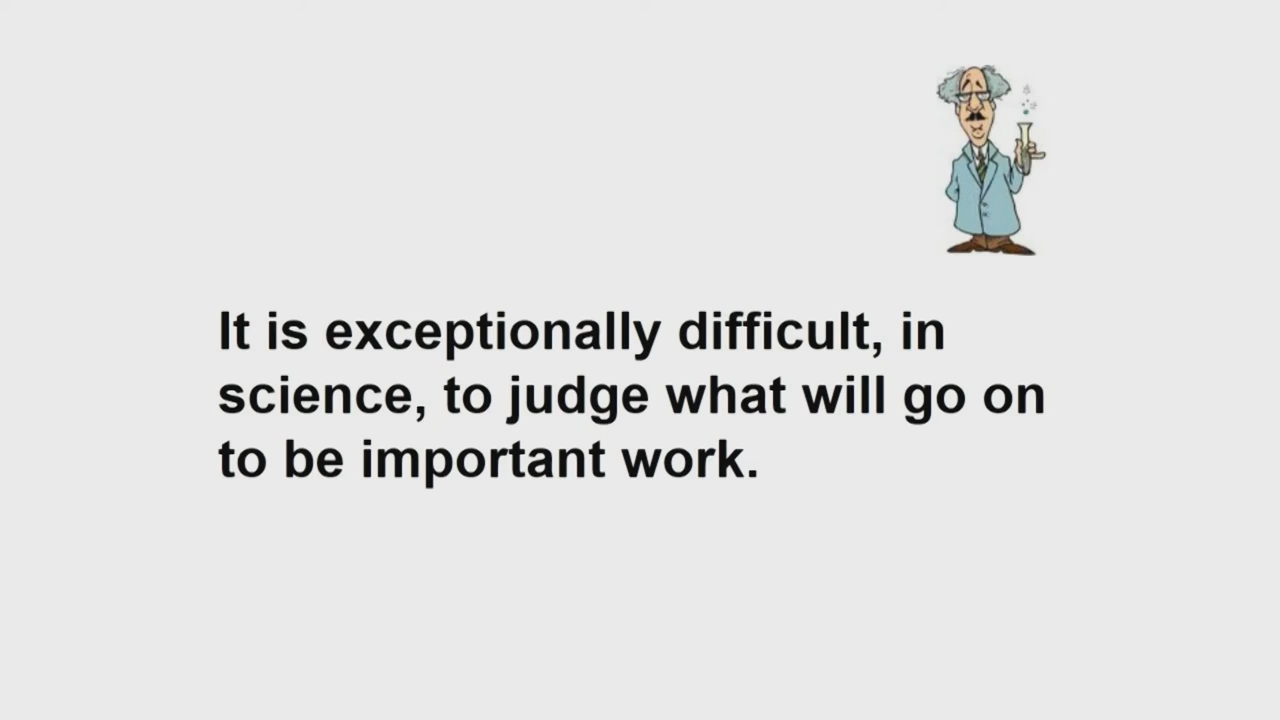 It is exceptionally difficult, in
science, to judge what will go on
to be important work.